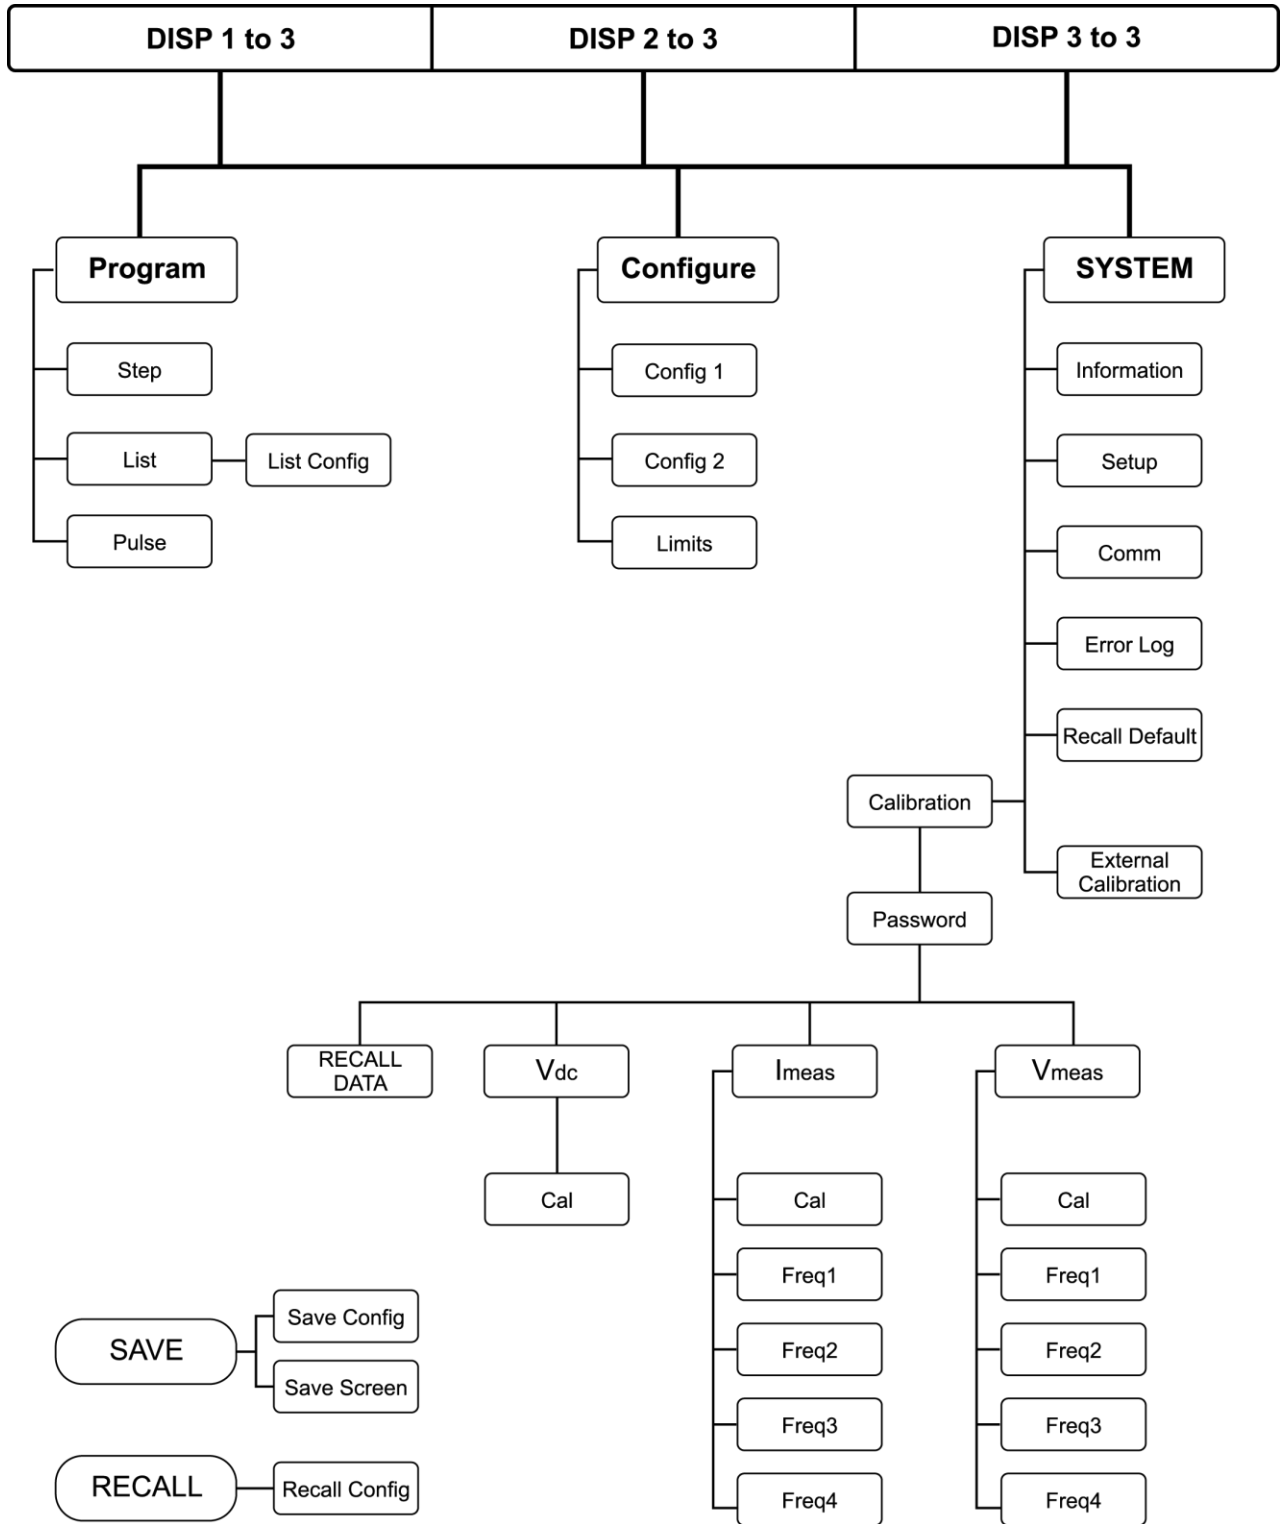 DISP 1 to 3
DISP 2 to 3
DISP 3 to 3
Program
Step
List
List Config
Pulse
Configure
Config 1
Config 2
Limits
SYSTEM
Information
Setup
Comm
Error Log
Recall Default
Calibration
External
Calibration
Password
RECALL
DATA
Vdc
Cal
Imeas
Cal
Freq1
Freq2
Freq3
Freq4
Vmeas
Cal
Freq1
Freq2
Freq3
Freq4
SAVE
Save Config
Save Screen
RECALL
Recall Config